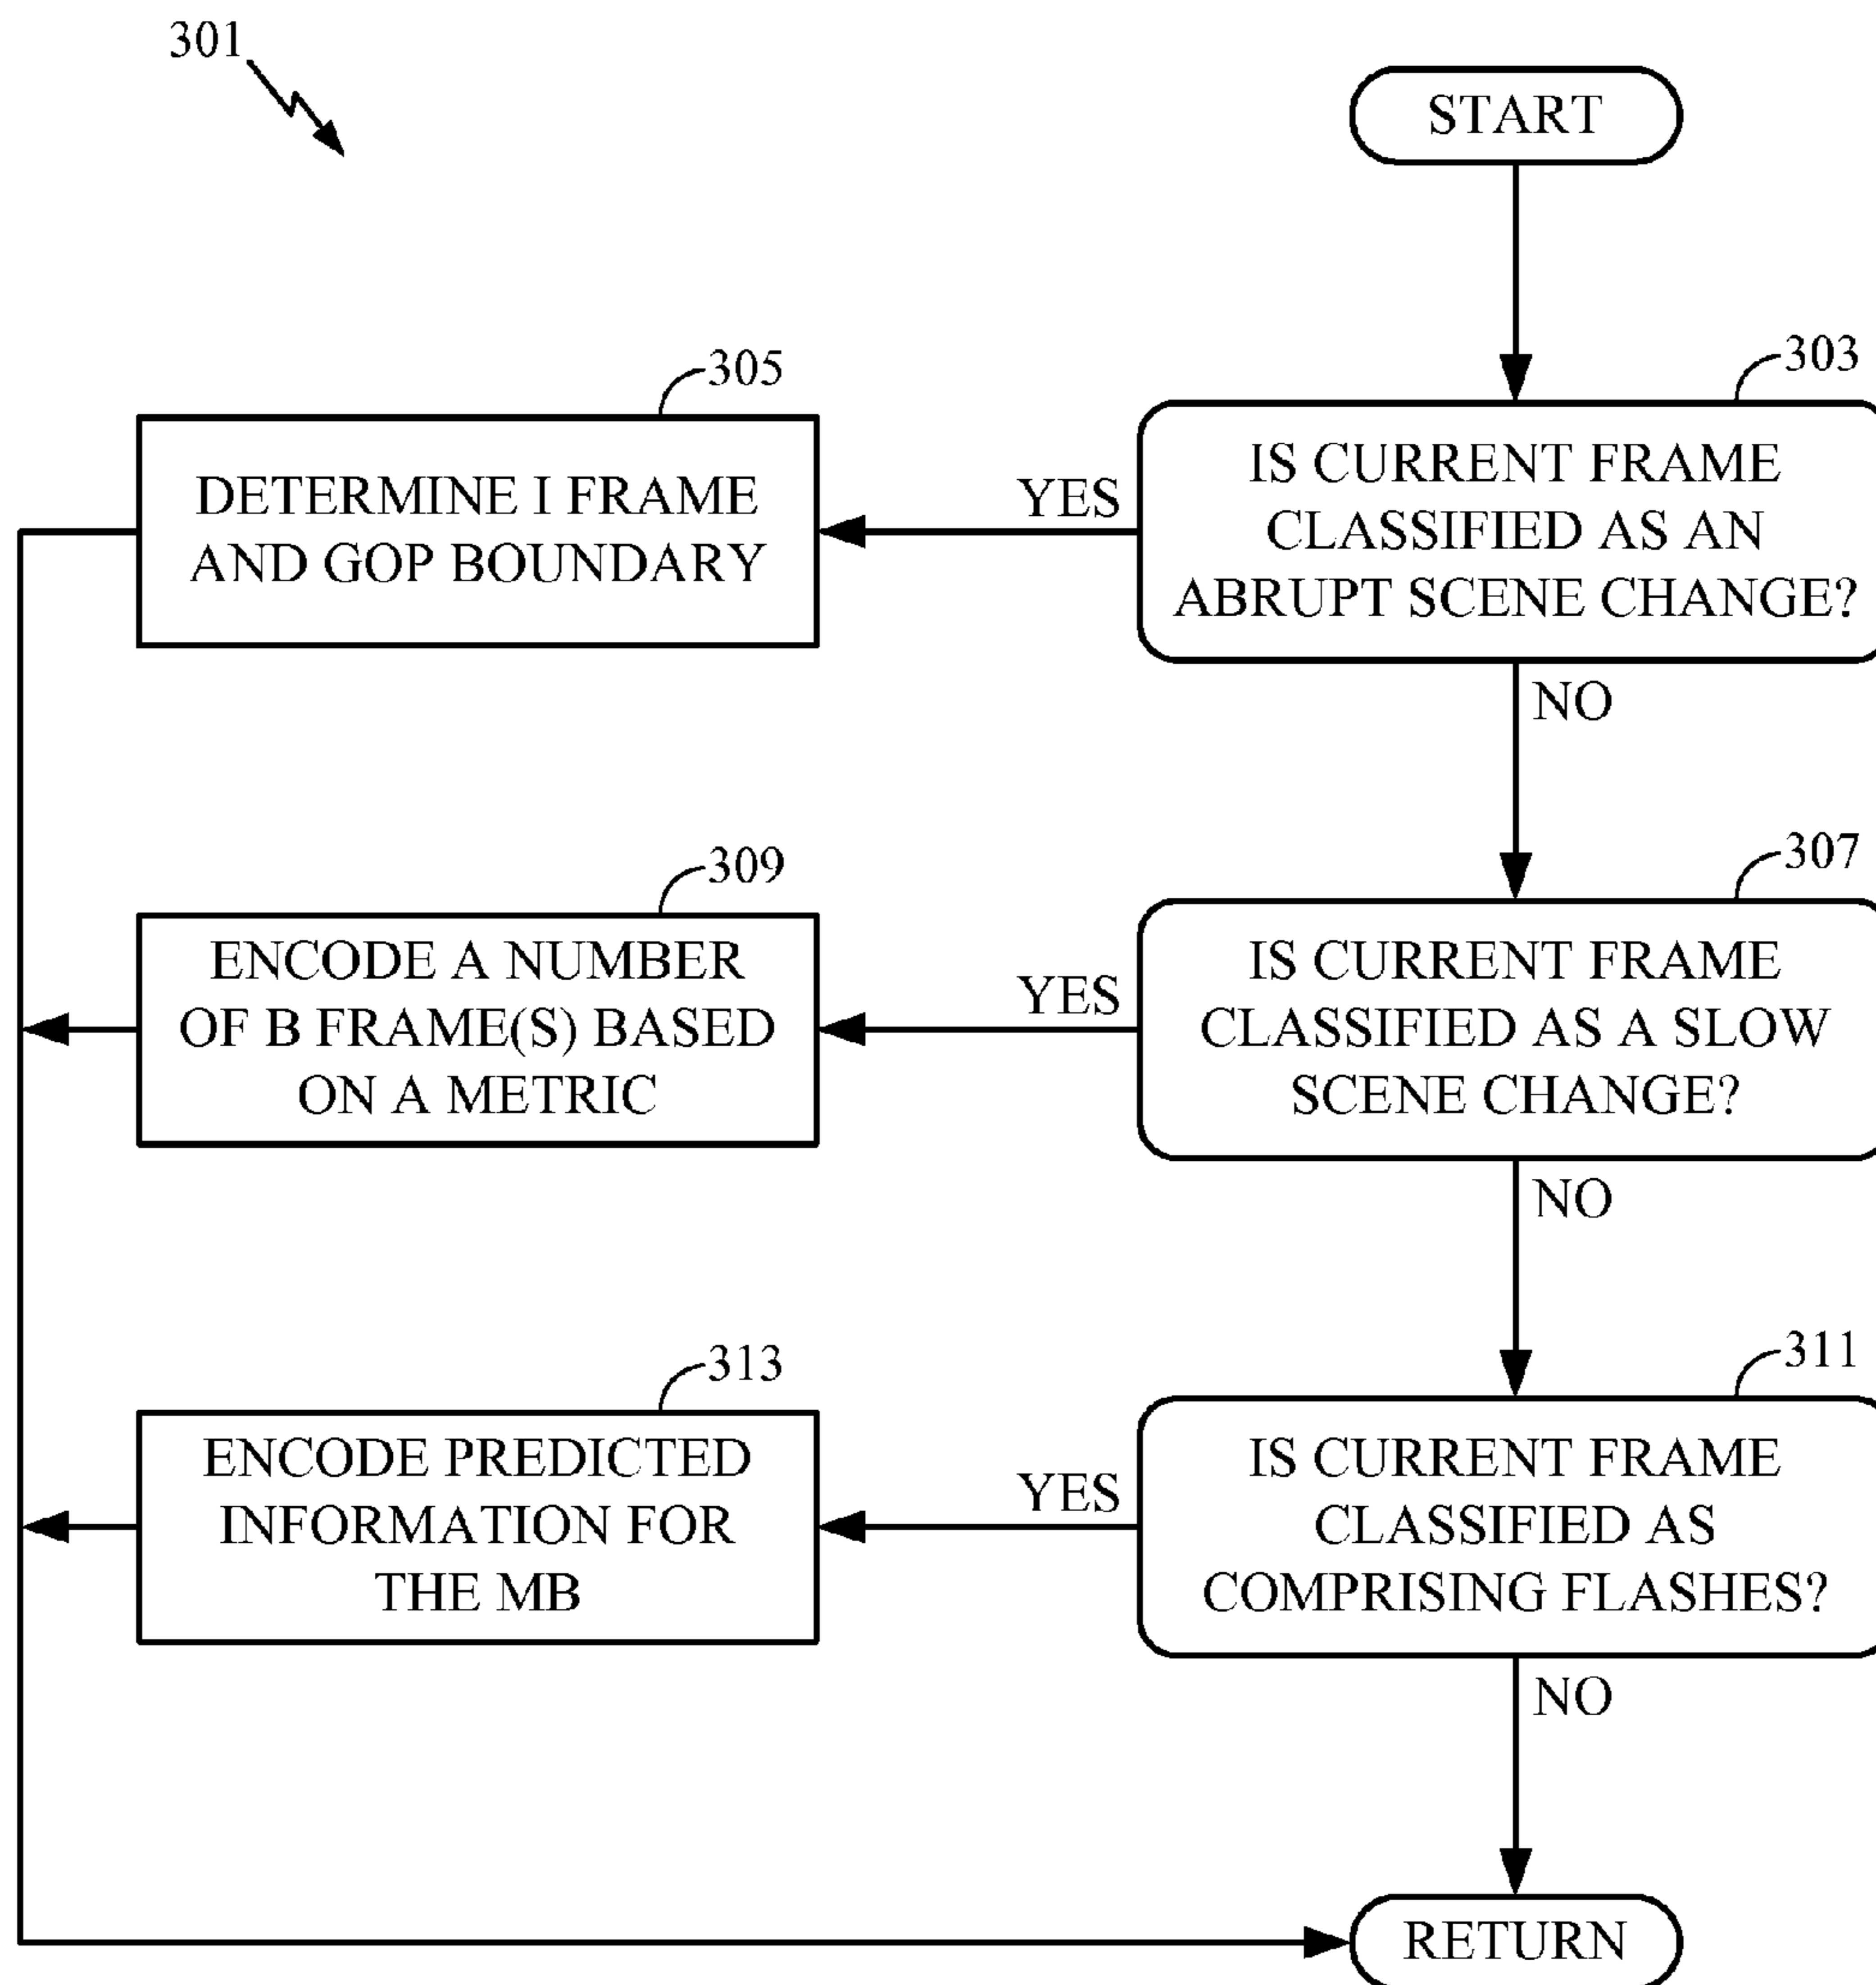 301
START
303
IS CURRENT FRAME
CLASSIFIED AS AN
ABRUPT SCENE CHANGE?
YES
305
DETERMINE I FRAME
AND GOP BOUNDARY
NO
307
IS CURRENT FRAME
CLASSIFIED AS A SLOW
SCENE CHANGE?
YES
309
ENCODE A NUMBER
OF B FRAME(S) BASED
ON A METRIC
NO
311
IS CURRENT FRAME
CLASSIFIED AS
COMPRISING FLASHES?
YES
313
ENCODE PREDICTED
INFORMATION FOR
THE MB
NO
RETURN